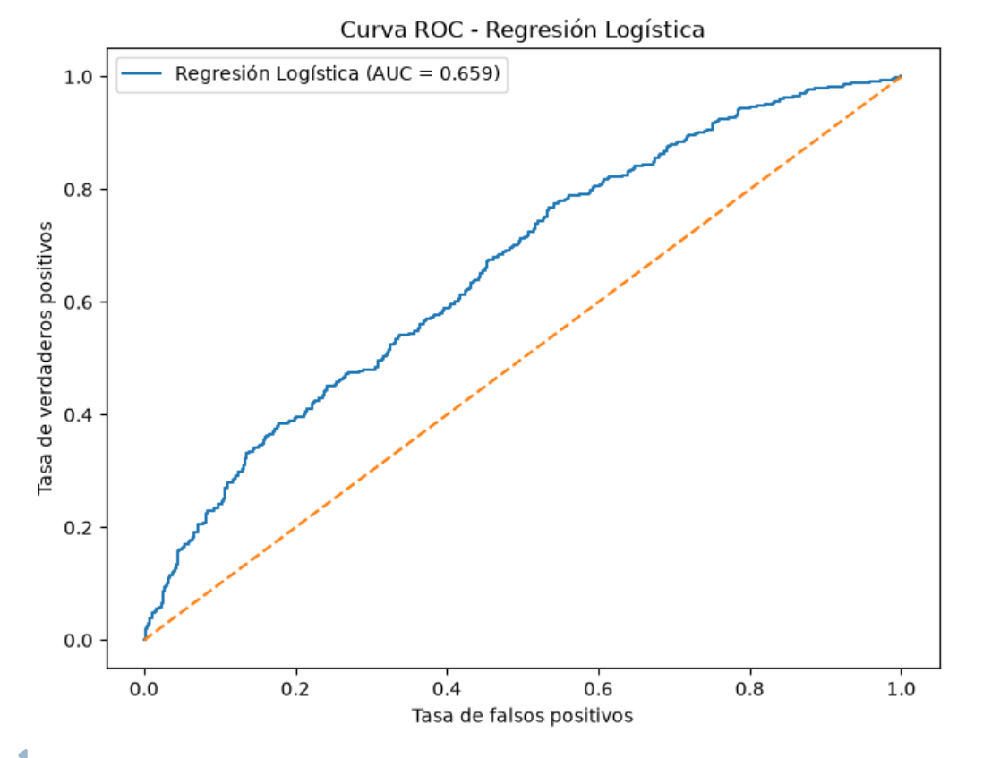 Curva ROC - Regresión Logística
Regresión Logística (AUC = 0.659)
Tasa de verdaderos positivos
1.0
0.8
0.6
0.4
0.2
0.0
0.0 0.2 0.4 0.6 0.8 1.0
Tasa de falsos positivos